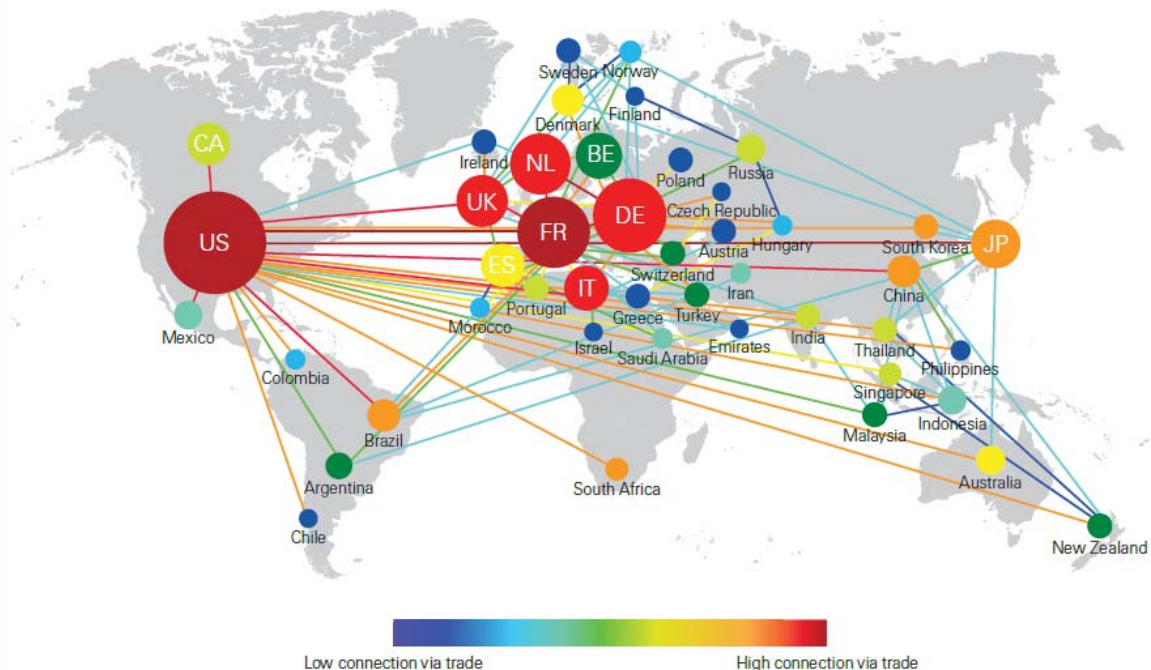 Sweden
Norway
Finland
Denmark
CA
Ireland
NL
BE
Poland
Russia
UK
Czech Republic
US
FR
DE
Austria
Hungary
South Korea
JP
ES
Switzerland
Iran
China
IT
Mexico
Morocco
Portugal
Greece
Turkey
Israel
Saudi Arabia
Emirates
India
Thailand
Philippines
Colombia
Singapore
Brazil
Malaysia
Indonesia
Argentina
South Africa
Australia
Chile
New Zealand
Low connection via trade
High connection via trade